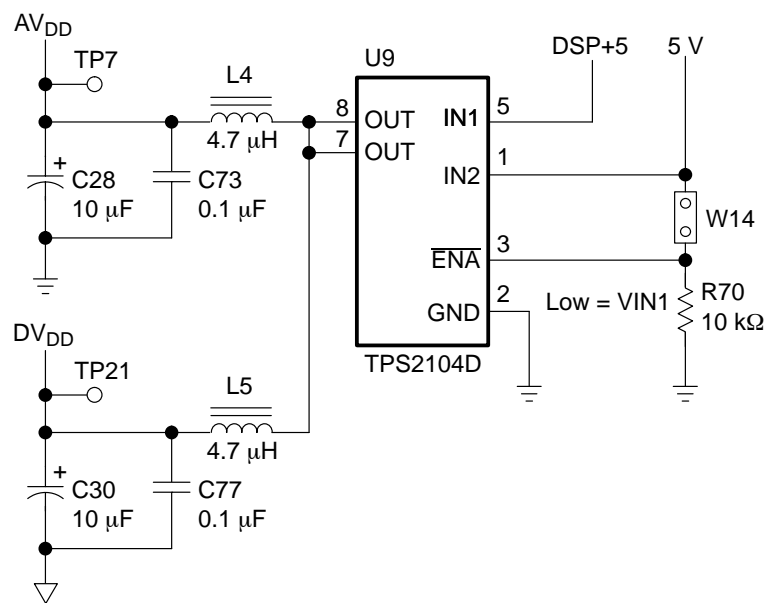 AVDD
TP7
L4
4.7 μH
C28
10 μF
C73
0.1 μF
U9
8
OUT
7
OUT
IN1
5
IN2
1
ENA
3
GND
2
TPS2104D
DSP+5
5 V
W14
Low = VIN1
R70
10 kΩ
DVDD
TP21
L5
4.7 μH
+
C30
10 μF
C77
0.1 μF
+